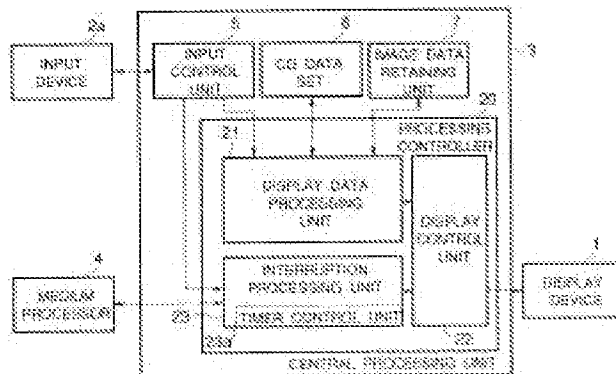 2a
5
6
7
3
INPUT
DEVICE
INPUT
CONTROL
UNIT
CG DATA
SET
IMAGE DATA
RETAINING
UNIT
20
21
PROCESSING
CONTROLLER
DISPLAY DATA
PROCESSING
UNIT
DISPLAY
CONTROL
UNIT
4
1
INTERRUPTION
PROCESSING UNIT
MEDIUM
PROCESSOR
DISPLAY
DEVICE
23
TIMER CONTROL UNIT
23a
22
CENTRAL PROCESSING UNIT